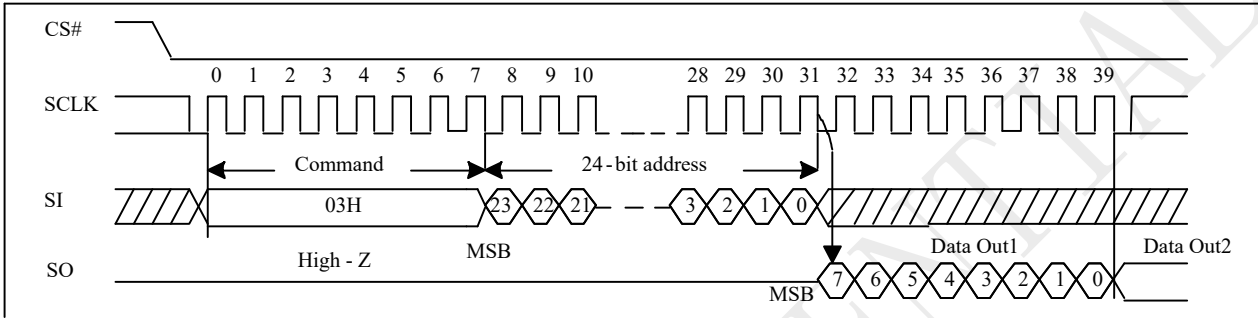 CS#
0 1 2 3 4 5 6 7 8 9 10 28 29 30 31 32 33 34 35 36 37 38 39
SCLK
Command 24-bit address
SI 03H 23 22 21 3 2 1 0
MSB Data Out1 Data Out2
High - Z
SO
MSB 7 6 5 4 3 2 1 0